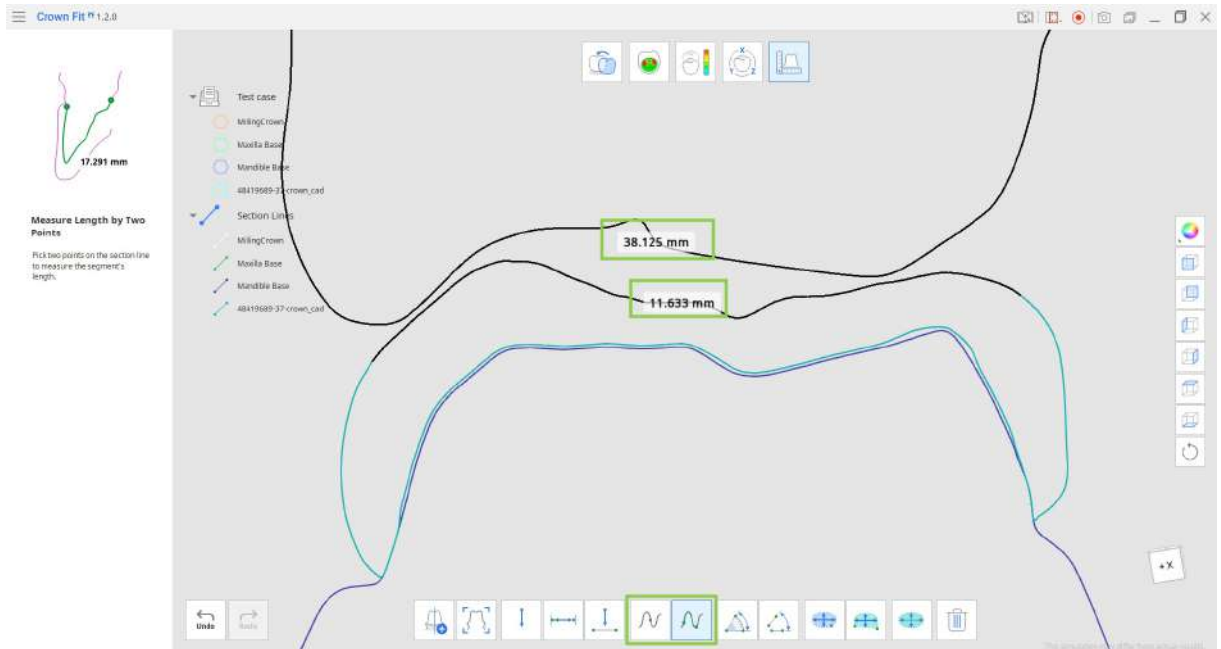 Crown Fit 1.2.0
17.291 mm
Measure Length by Two
Points
Pick two points on the section line
to measure the segment's
length.
Test case
MillingCrown
Maxilla Base
Mandible Base
48419689-37-crown_cad
Section Lines
MillingCrown
Maxilla Base
Mandible Base
48419689-37-crown_cad
X
Y
Z
38.125 mm
11.633 mm
+X
Undo
Redo